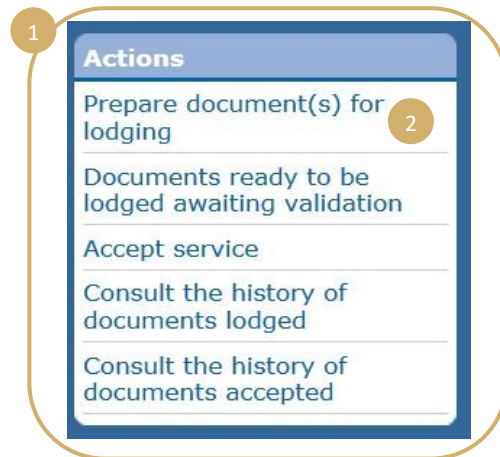 1
Actions
Prepare document(s) for
lodging
2
Documents ready to be
lodged awaiting validation
Accept service
Consult the history of
documents lodged
Consult the history of
documents accepted